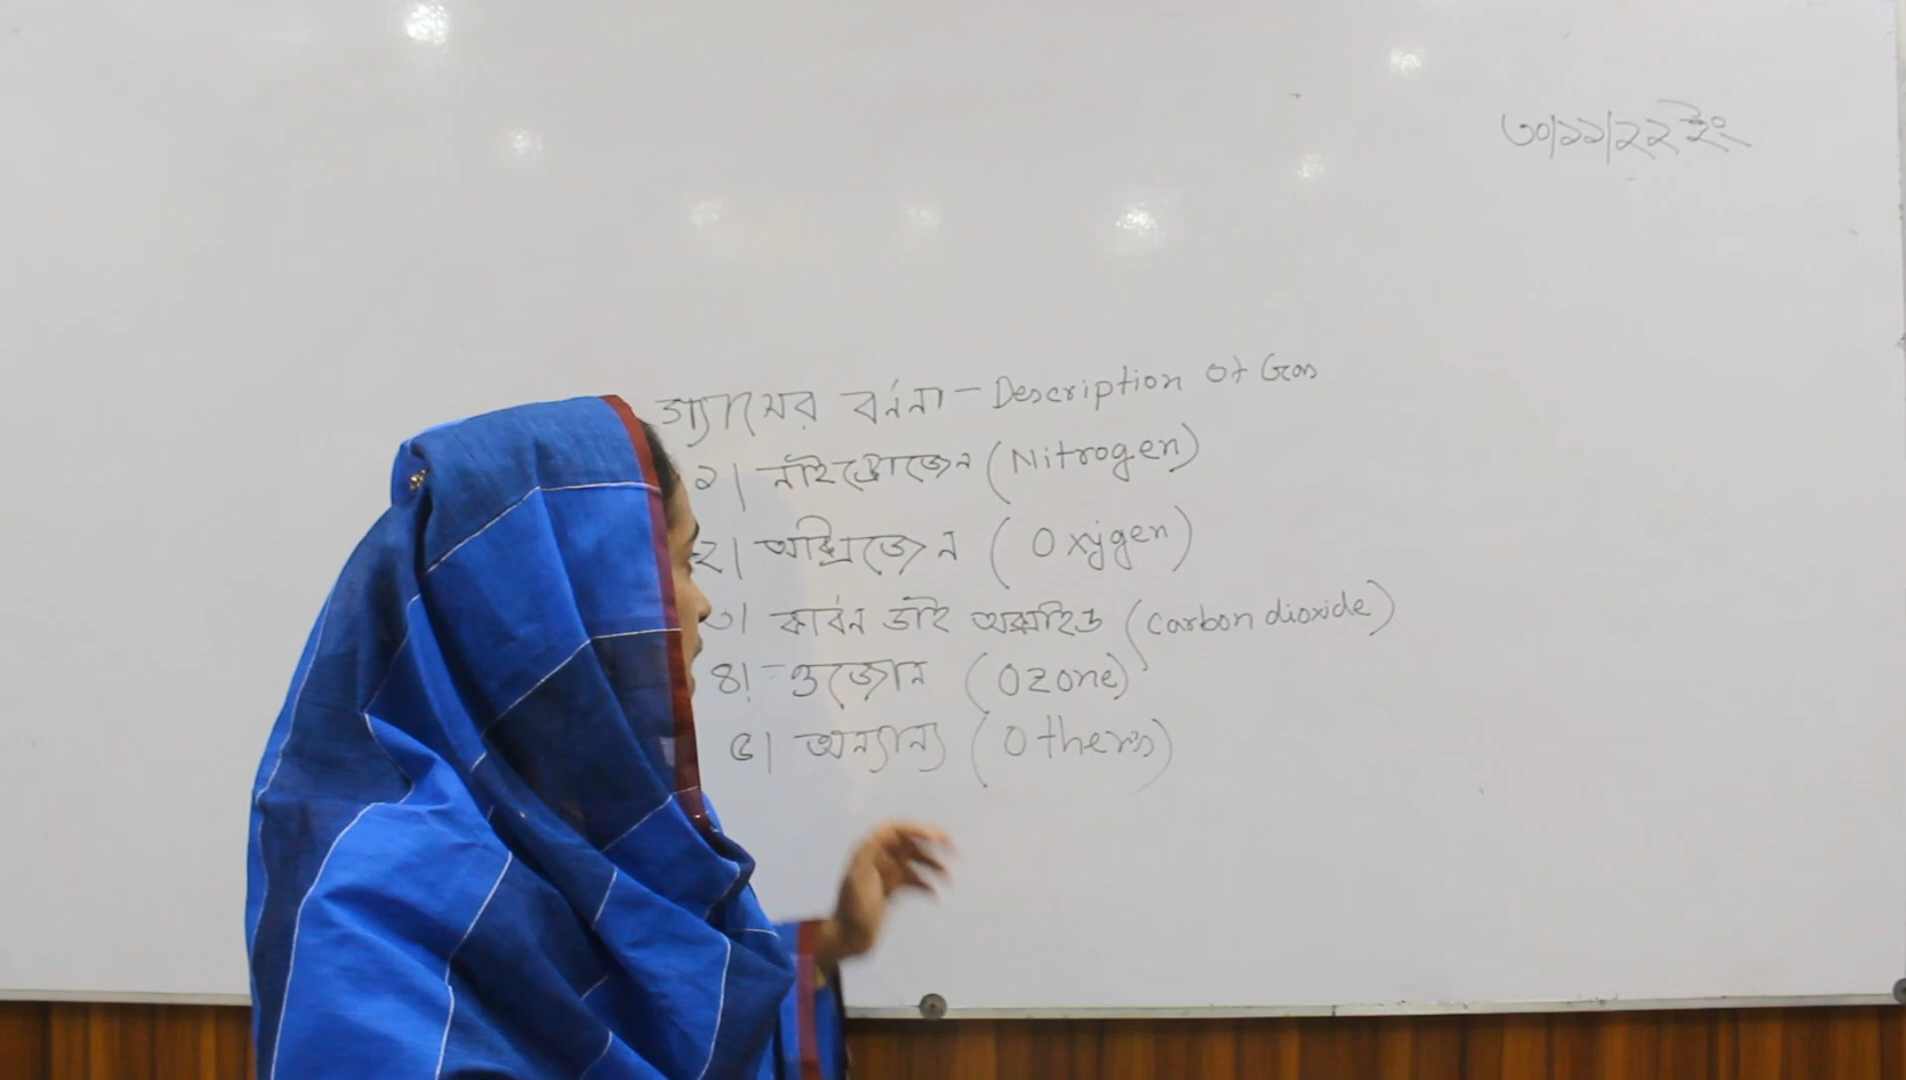 ৩০/১১/২২ ইং
গ্যাসের বর্ননা - Description Of Gas
১। নাইট্রোজেন (Nitrogen)
২। অক্সিজেন (Oxygen)
৩। কার্বন ডাই অক্সাইড (Carbon dioxide)
৪। ওজোন (Ozone)
৫। অন্যান্য (Others)